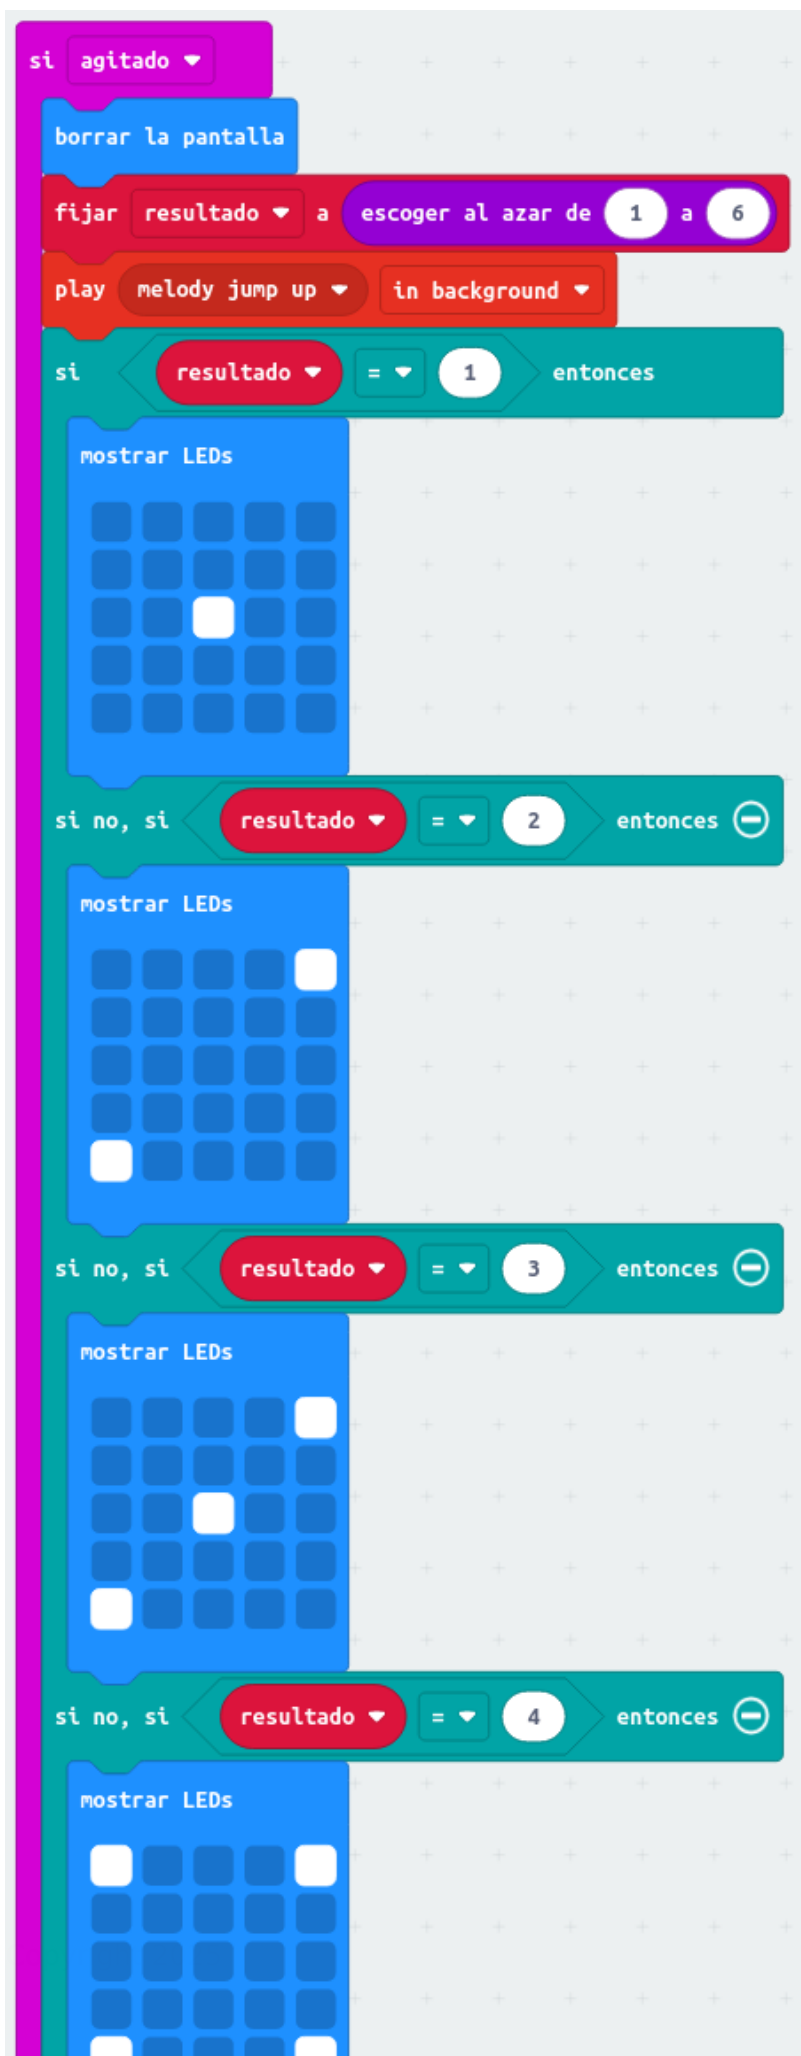 si agitado
borrar la pantalla
fijar resultado a escoger al azar de 1 a 6
play melody jump up in background
si resultado = 1 entonces
mostrar LEDs
si no, si resultado = 2 entonces
mostrar LEDs
si no, si resultado = 3 entonces
mostrar LEDs
si no, si resultado = 4 entonces
mostrar LEDs